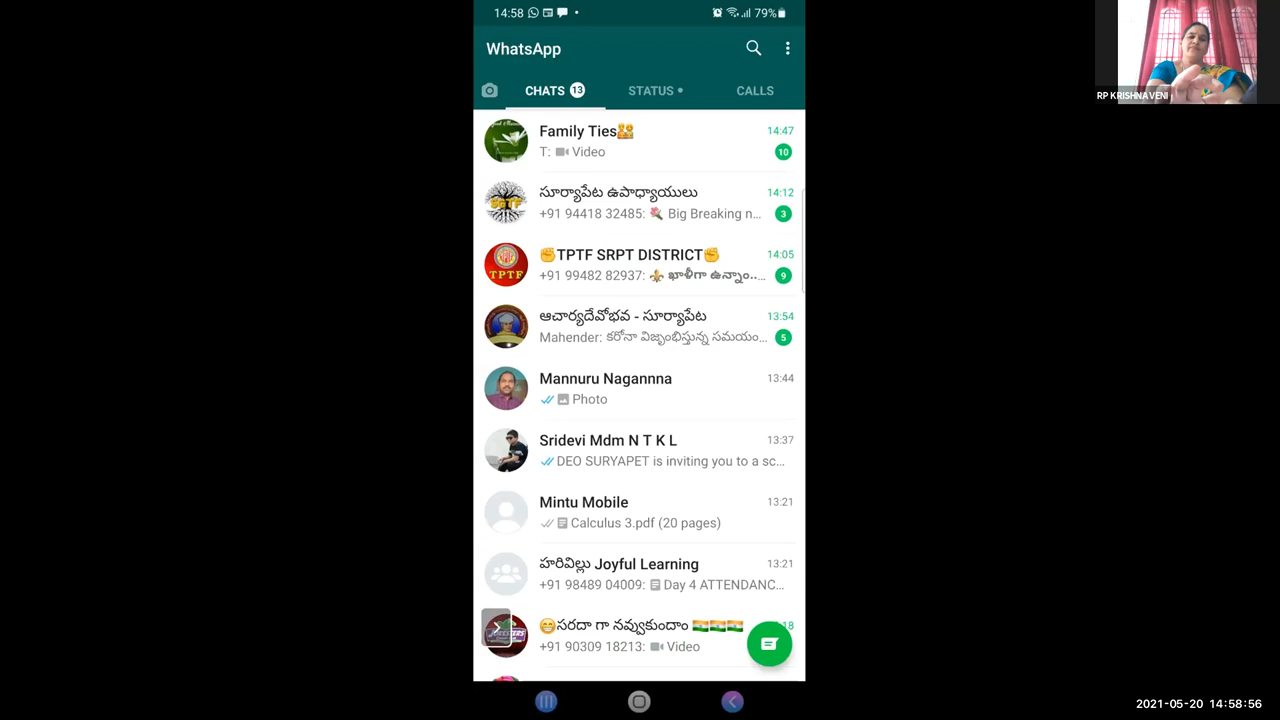 14:58
79%
RP KRISHNAVENI
WhatsApp
CHATS 13 STATUS CALLS
Family Ties👨‍👩‍👧‍👦 14:47
T: Video 10
సూర్యాపేట ఉపాధ్యాయులు 14:12
+91 94418 32485: 🌹 Big Breaking n... 3
✊TPTF SRPT DISTRICT✊ 14:05
TPTF
+91 99482 82937: ⚜️ ఖాళీగా ఉన్నాం.... 9
ఆచార్యదేవోభవ - సూర్యాపేట 13:54
Mahender: కరోనా విజృంభిస్తున్న సమయం... 5
Mannuru Nagannna 13:44
Photo
Sridevi Mdm N T K L 13:37
DEO SURYAPET is inviting you to a sc...
Mintu Mobile 13:21
Calculus 3.pdf (20 pages)
హరివిల్లు Joyful Learning 13:21
+91 98489 04009: Day 4 ATTENDANC...
😁సరదా గా నవ్వుకుందాం 🇮🇳🇮🇳🇮🇳 18
+91 90309 18213: Video
2021-05-20 14:58:56